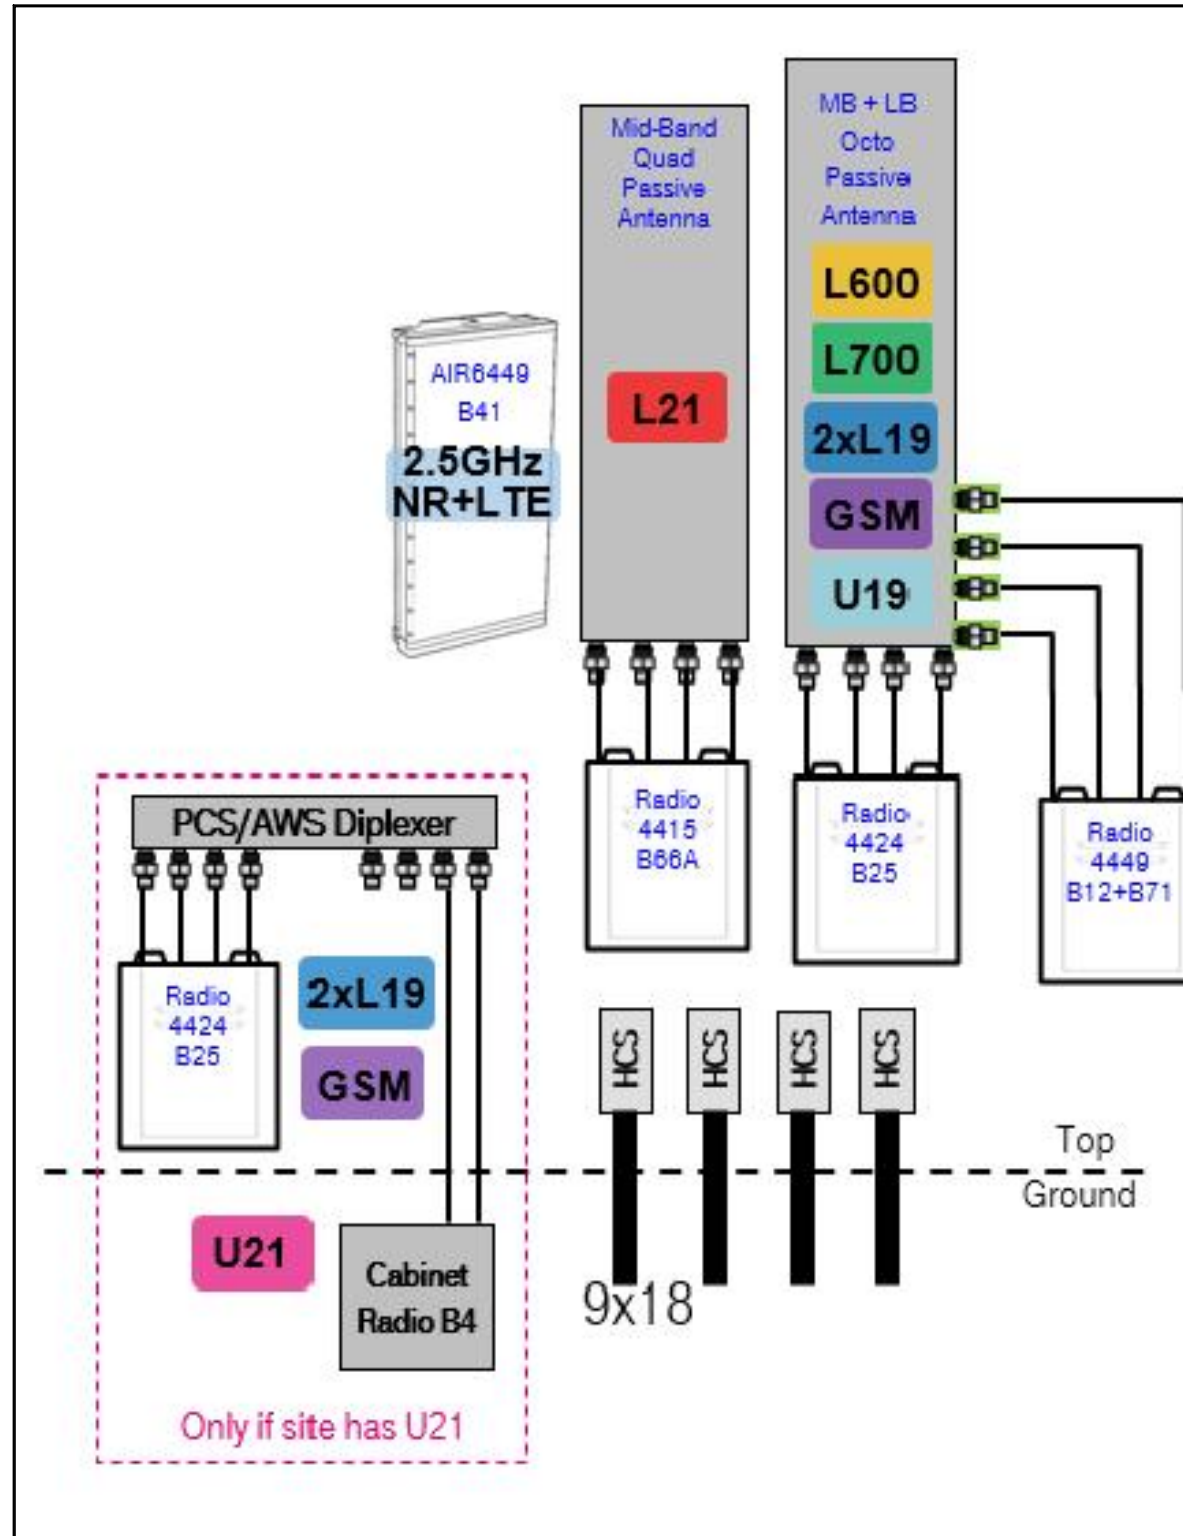 MB + LB
Octo
Passive
Antenna
Mid-Band
Quad
Passive
Antenna
L600
L700
2xL19
GSM
U19
L21
AIR6449
B41
2.5GHz
NR+LTE
Radio
4415
B66A
Radio
4424
B25
Radio
4449
B12+B71
PCS/AWS Diplexer
Radio
4424
B25
2xL19
GSM
HCS
HCS
HCS
HCS
Top
Ground
U21
Cabinet
Radio B4
9x18
Only if site has U21